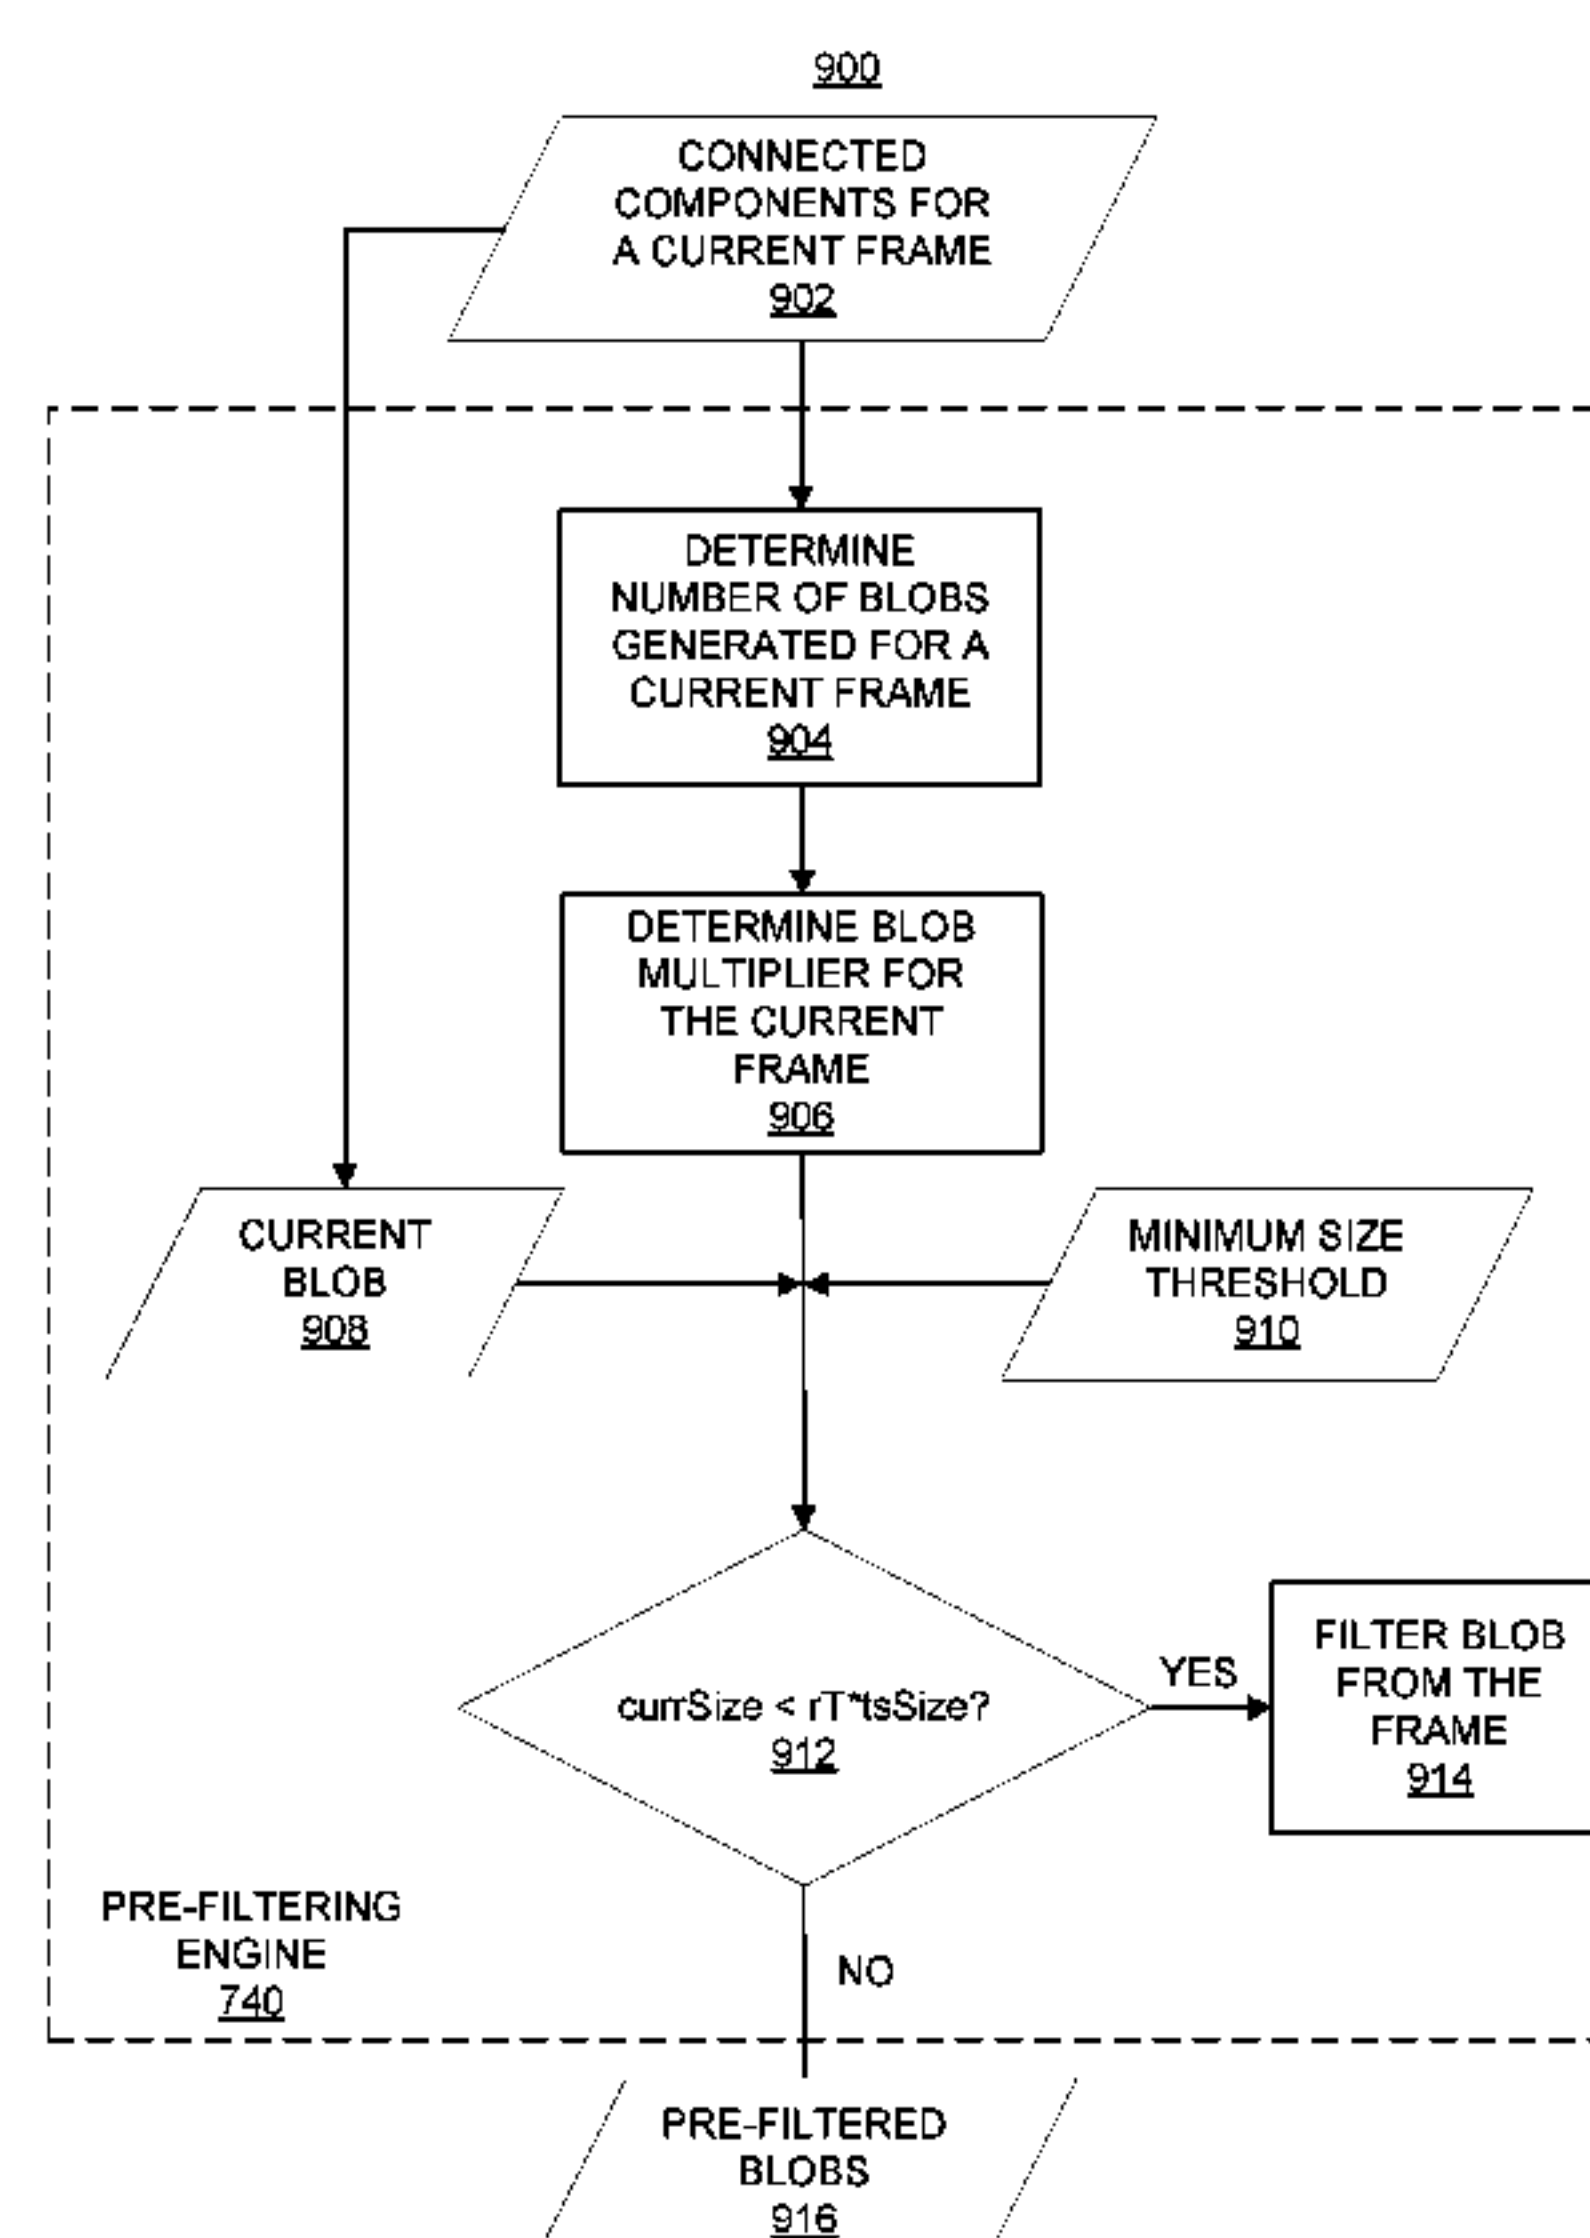 900
CONNECTED
COMPONENTS FOR
A CURRENT FRAME
902
DETERMINE
NUMBER OF BLOBS
GENERATED FOR A
CURRENT FRAME
904
DETERMINE BLOB
MULTIPLIER FOR
THE CURRENT
FRAME
906
CURRENT
BLOB
908
MINIMUM SIZE
THRESHOLD
910
currSize < rT*tsSize?
912
YES
FILTER BLOB
FROM THE
FRAME
914
PRE-FILTERING
ENGINE
740
NO
PRE-FILTERED
BLOBS
916